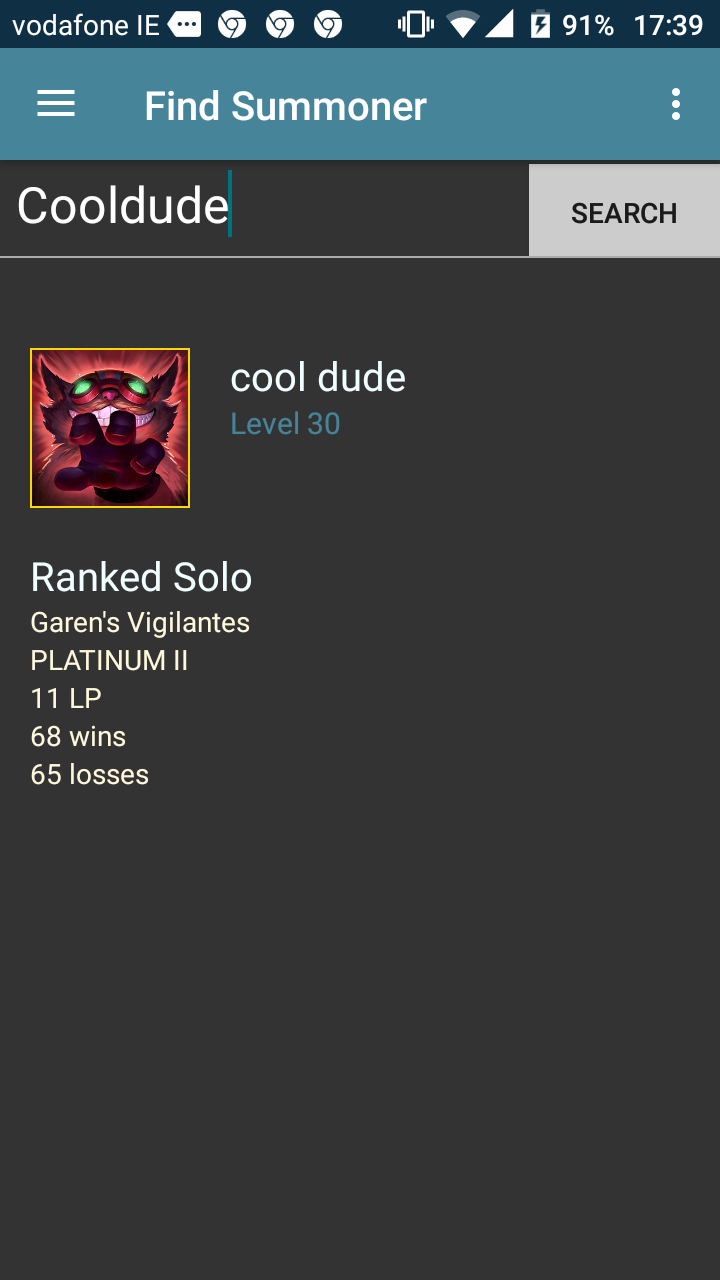 vodafone IE 91% 17:39
Find Summoner
Cooldude SEARCH
cool dude
Level 30
Ranked Solo
Garen's Vigilantes
PLATINUM II
11 LP
68 wins
65 losses